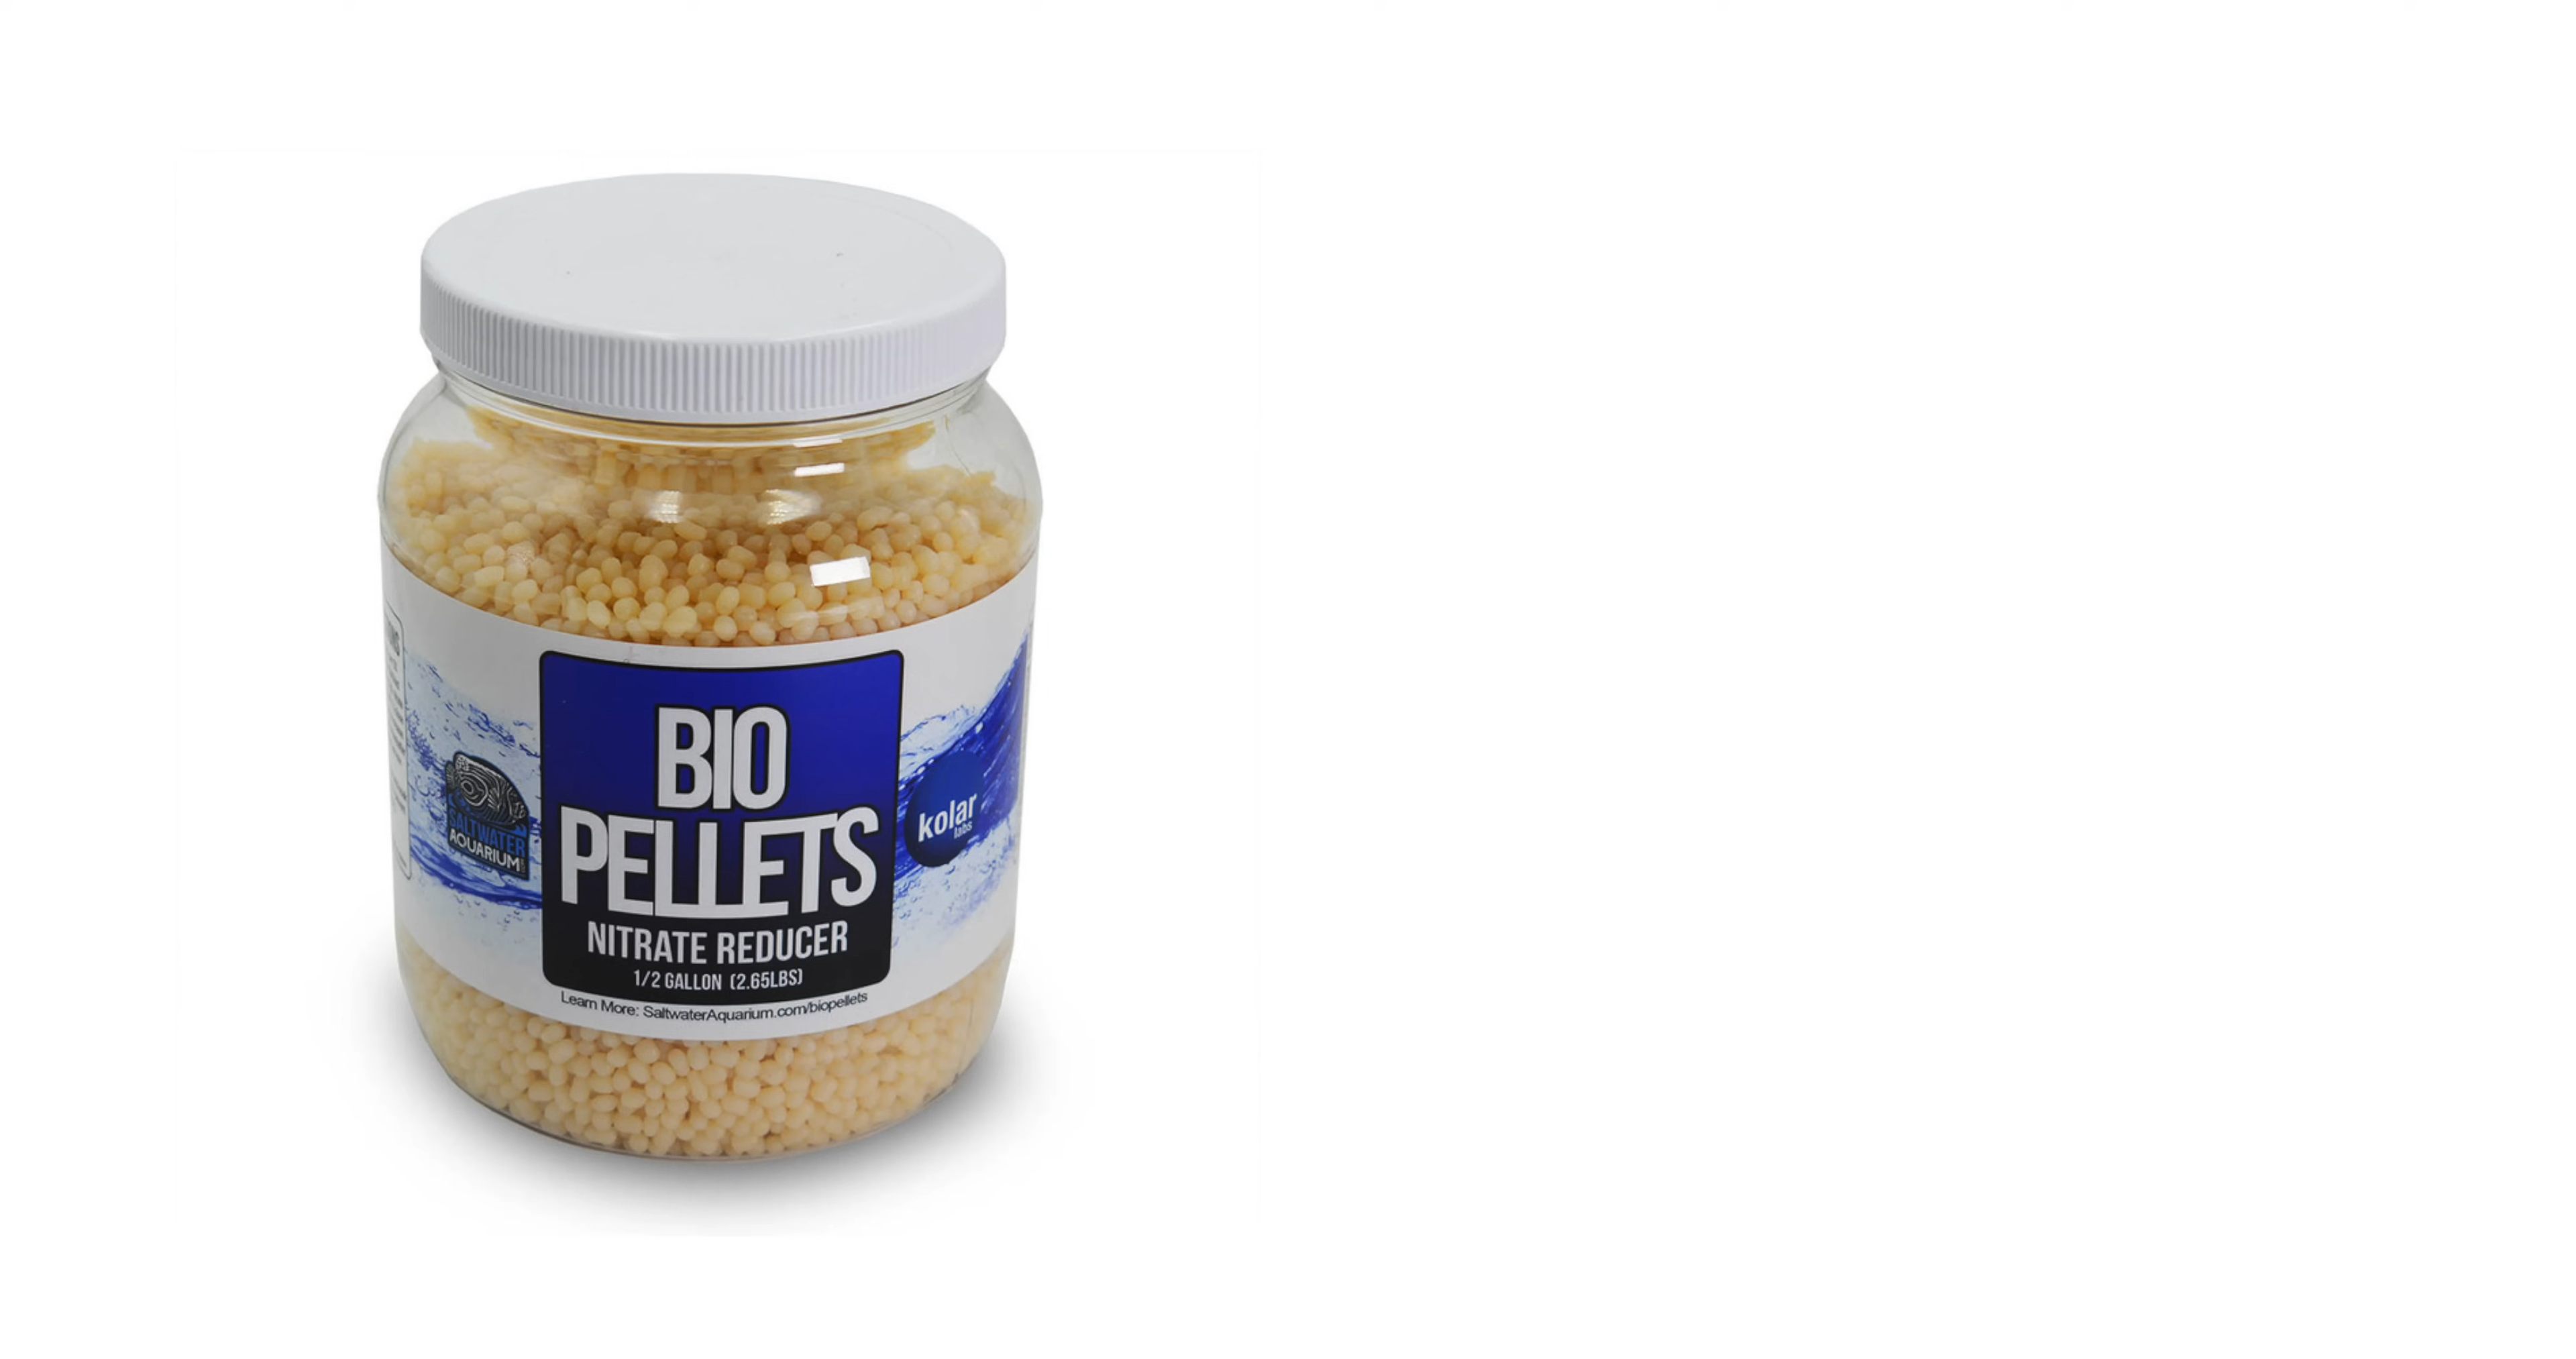 BIO
PELLETS
NITRATE REDUCER
1/2 GALLON (2.65LBS)
Learn More: SaltwaterAquarium.com/biopellets
SALTWATER
AQUARIUM
kolar
labs